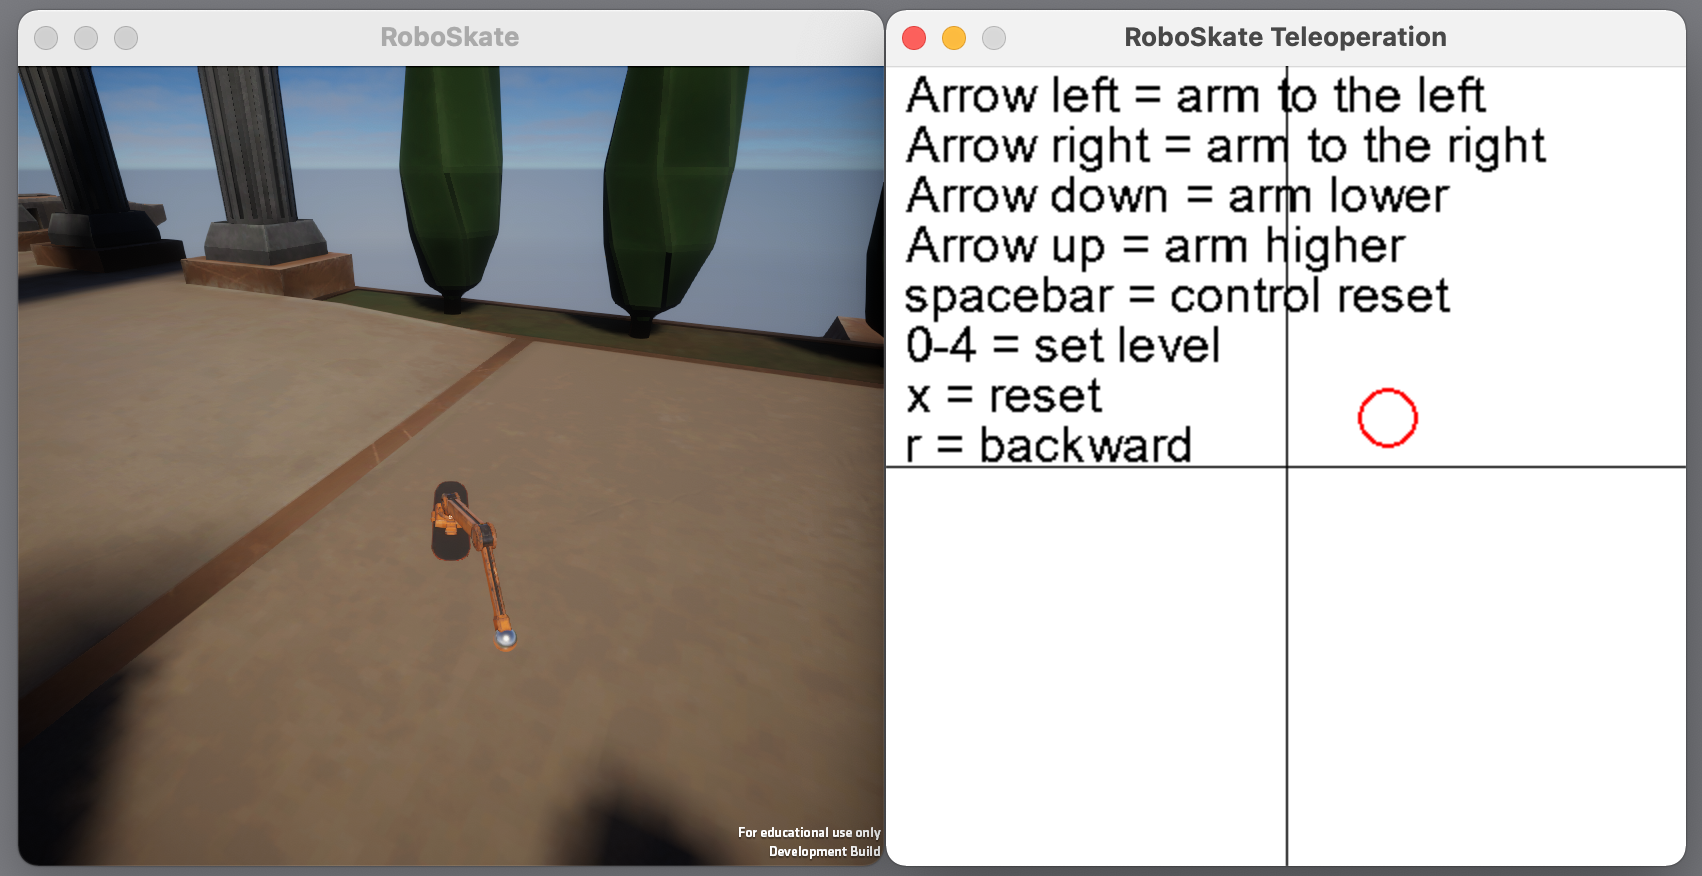 RoboSkate
For educational use only
Development Build
RoboSkate Teleoperation
Arrow left = arm to the left
Arrow right = arm to the right
Arrow down = arm lower
Arrow up = arm higher
spacebar = control reset
0-4 = set level
x = reset
r = backward